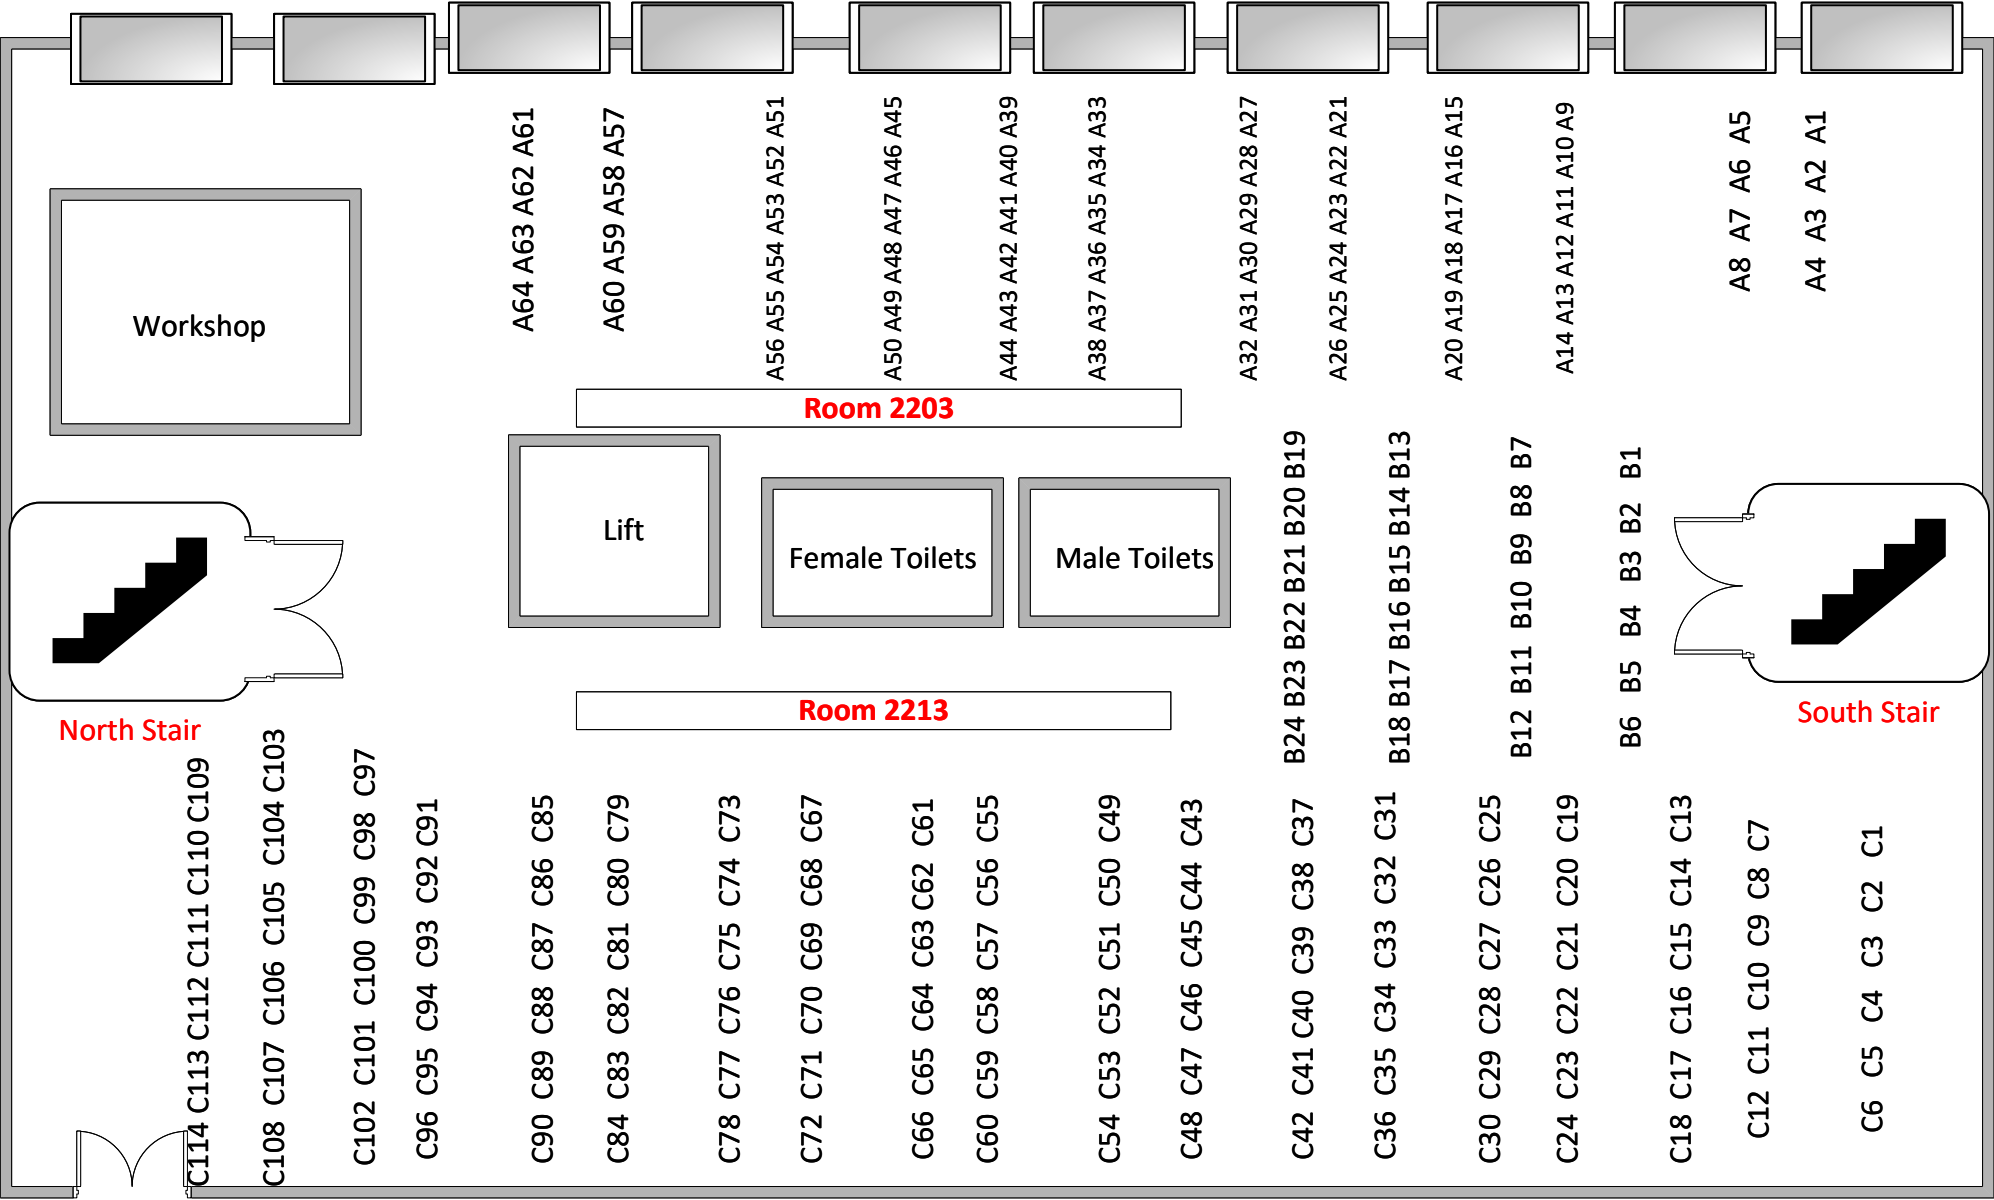 A64 A63 A62 A61
A60 A59 A58 A57
A56 A55 A54 A53 A52 A51
A50 A49 A48 A47 A46 A45
A44 A43 A42 A41 A40 A39
A38 A37 A36 A35 A34 A33
A32 A31 A30 A29 A28 A27
A26 A25 A24 A23 A22 A21
A20 A19 A18 A17 A16 A15
A14 A13 A12 A11 A10 A9
A8 A7 A6 A5
A4 A3 A2 A1
Workshop
Room 2203
Lift
Female Toilets
Male Toilets
B24 B23 B22 B21 B20 B19
B18 B17 B16 B15 B14 B13
B12 B11 B10 B9 B8 B7
B6 B5 B4 B3 B2 B1
Room 2213
North Stair
South Stair
C114 C113 C112 C111 C110 C109
C108 C107 C106 C105 C104 C103
C102 C101 C100 C99 C98 C97
C96 C95 C94 C93 C92 C91
C90 C89 C88 C87 C86 C85
C84 C83 C82 C81 C80 C79
C78 C77 C76 C75 C74 C73
C72 C71 C70 C69 C68 C67
C66 C65 C64 C63 C62 C61
C60 C59 C58 C57 C56 C55
C54 C53 C52 C51 C50 C49
C48 C47 C46 C45 C44 C43
C42 C41 C40 C39 C38 C37
C36 C35 C34 C33 C32 C31
C30 C29 C28 C27 C26 C25
C24 C23 C22 C21 C20 C19
C18 C17 C16 C15 C14 C13
C12 C11 C10 C9 C8 C7
C6 C5 C4 C3 C2 C1